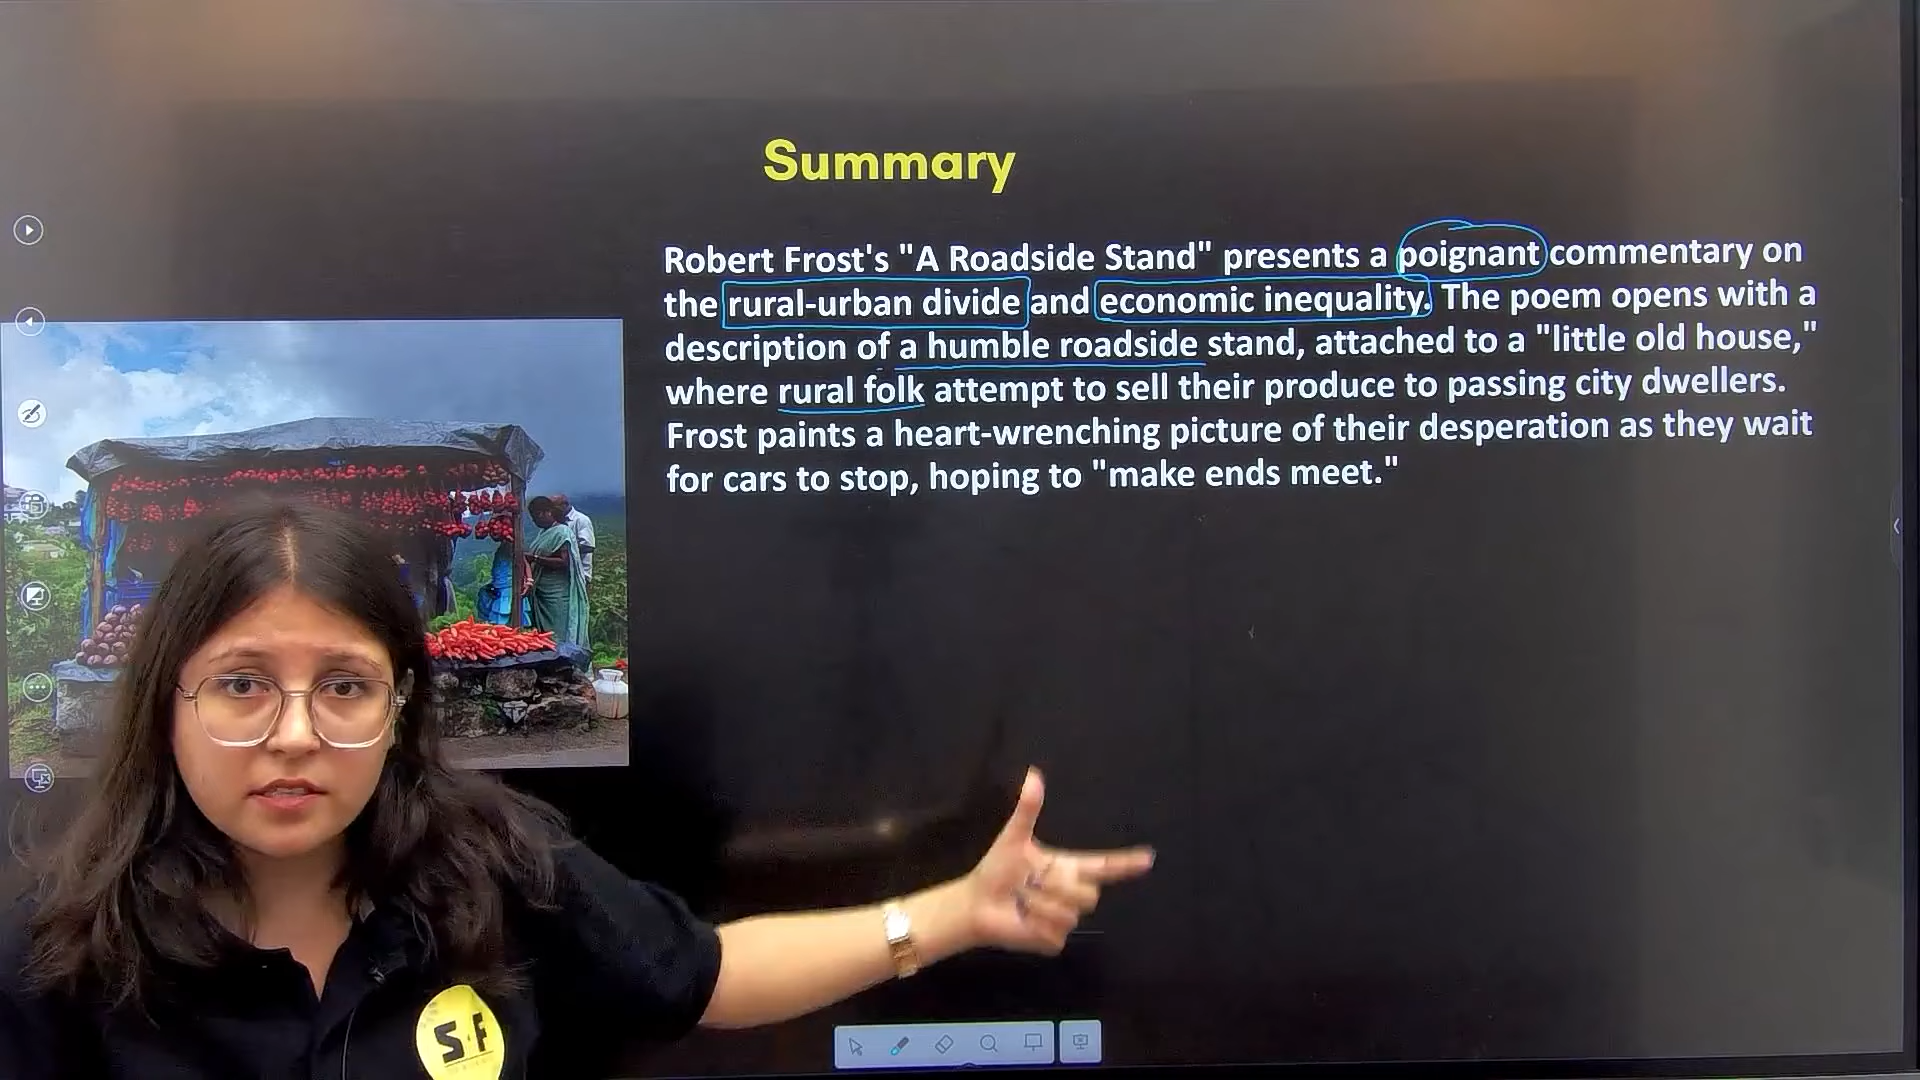 Summary
Robert Frost's "A Roadside Stand" presents a poignant commentary on
the rural-urban divide and economic inequality. The poem opens with a
description of a humble roadside stand, attached to a "little old house,"
where rural folk attempt to sell their produce to passing city dwellers.
Frost paints a heart-wrenching picture of their desperation as they wait
for cars to stop, hoping to "make ends meet."
S·F